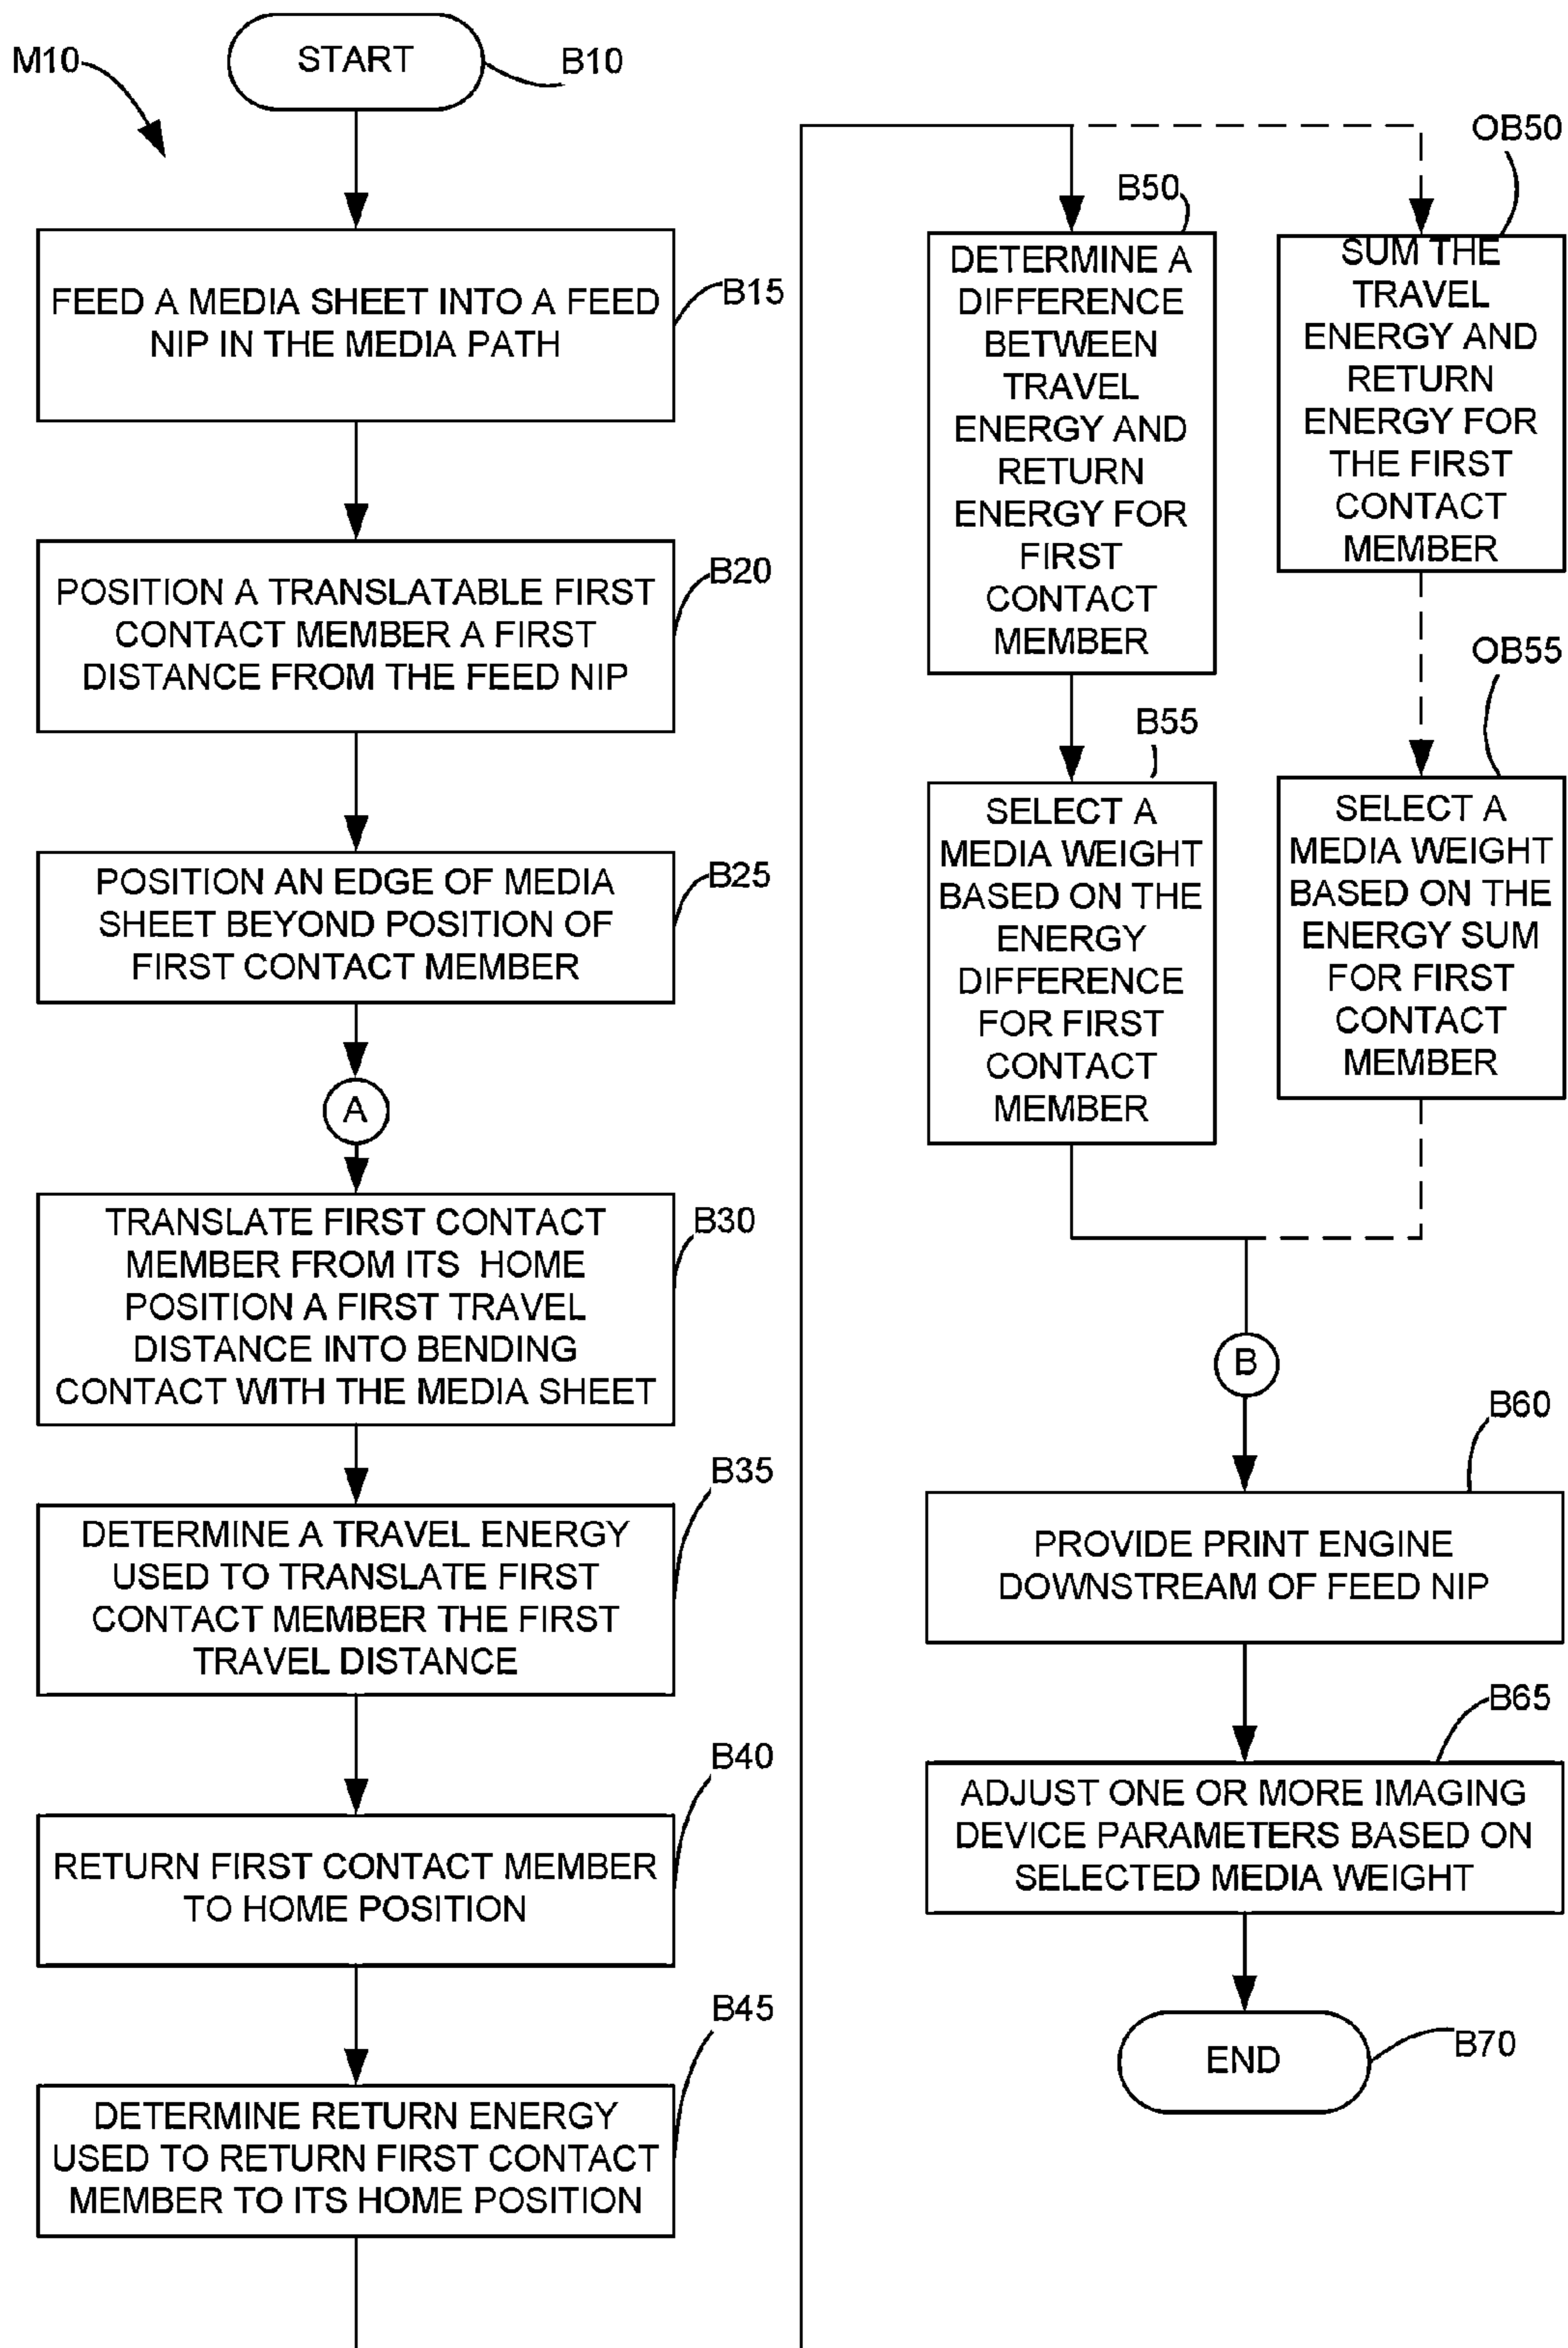 M10
START
B10
FEED A MEDIA SHEET INTO A FEED
NIP IN THE MEDIA PATH
B15
POSITION A TRANSLATABLE FIRST
CONTACT MEMBER A FIRST
DISTANCE FROM THE FEED NIP
B20
POSITION AN EDGE OF MEDIA
SHEET BEYOND POSITION OF
FIRST CONTACT MEMBER
B25
A
TRANSLATE FIRST CONTACT
MEMBER FROM ITS HOME
POSITION A FIRST TRAVEL
DISTANCE INTO BENDING
CONTACT WITH THE MEDIA SHEET
B30
DETERMINE A TRAVEL ENERGY
USED TO TRANSLATE FIRST
CONTACT MEMBER THE FIRST
TRAVEL DISTANCE
B35
RETURN FIRST CONTACT MEMBER
TO HOME POSITION
B40
DETERMINE RETURN ENERGY
USED TO RETURN FIRST CONTACT
MEMBER TO ITS HOME POSITION
B45
B50
DETERMINE A
DIFFERENCE
BETWEEN
TRAVEL
ENERGY AND
RETURN
ENERGY FOR
FIRST
CONTACT
MEMBER
B55
SELECT A
MEDIA WEIGHT
BASED ON THE
ENERGY
DIFFERENCE
FOR FIRST
CONTACT
MEMBER
OB50
SUM THE
TRAVEL
ENERGY AND
RETURN
ENERGY FOR
THE FIRST
CONTACT
MEMBER
OB55
SELECT A
MEDIA WEIGHT
BASED ON THE
ENERGY SUM
FOR FIRST
CONTACT
MEMBER
B
B60
PROVIDE PRINT ENGINE
DOWNSTREAM OF FEED NIP
B65
ADJUST ONE OR MORE IMAGING
DEVICE PARAMETERS BASED ON
SELECTED MEDIA WEIGHT
END
B70